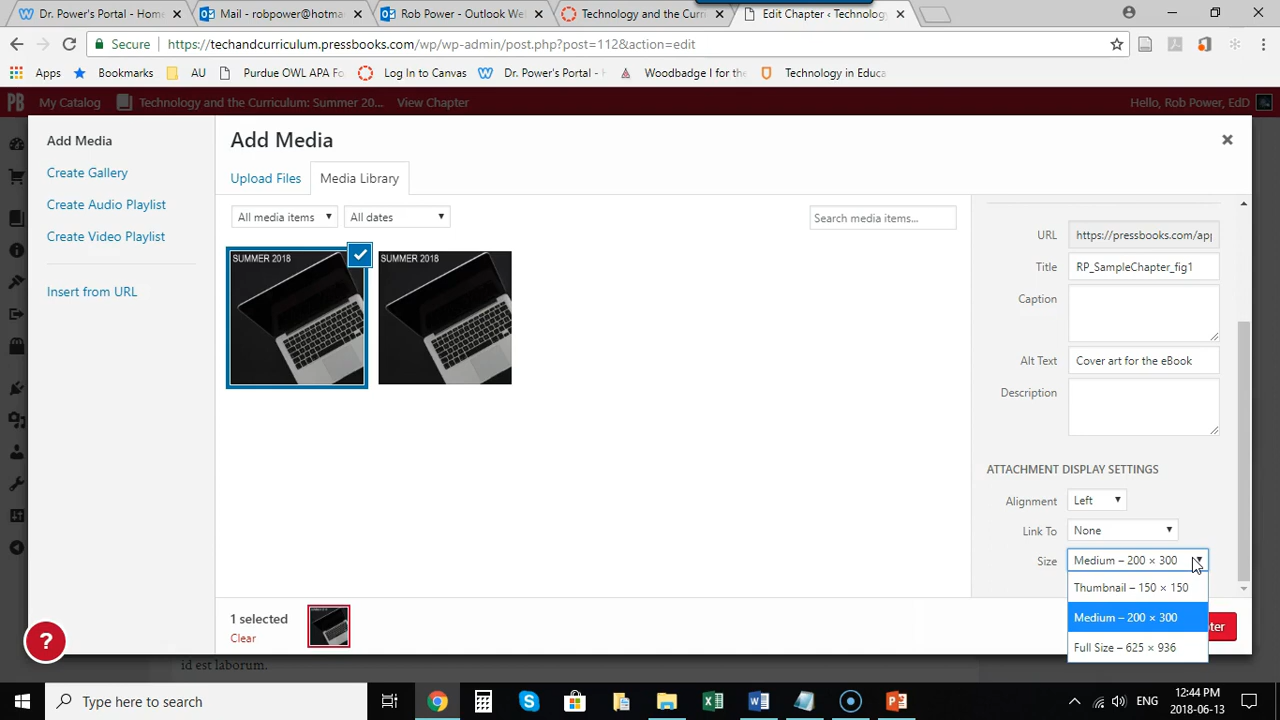 Dr. Power's Portal - Home
Mail - robpower@hotma
Rob Power - Outlook We
Technology and the Cur
Edit Chapter ‹ Technolog
Secure
https://techandcurriculum.pressbooks.com/wp/wp-admin/post.php?post=112&action=edit
Apps
Bookmarks
AU
Purdue OWL APA Fo
Log In to Canvas
Dr. Power's Portal - H
Woodbadge I for the
Technology in Educa
PB
My Catalog
Technology and the Curriculum: Summer 20...
View Chapter
Hello, Rob Power, EdD
Add Media
Create Gallery
Create Audio Playlist
Create Video Playlist
Insert from URL
Add Media
Upload Files
Media Library
All media items
All dates
Search media items...
SUMMER 2018
SUMMER 2018
URL
https://pressbooks.com/app
Title
RP_SampleChapter_fig1
Caption
Alt Text
Cover art for the eBook
Description
ATTACHMENT DISPLAY SETTINGS
Alignment
Left
Link To
None
Size
Medium – 200 × 300
Thumbnail – 150 × 150
Medium – 200 × 300
Full Size – 625 × 936
1 selected
Clear
?
id est laborum.
Type here to search
ENG
12:44 PM
2018-06-13